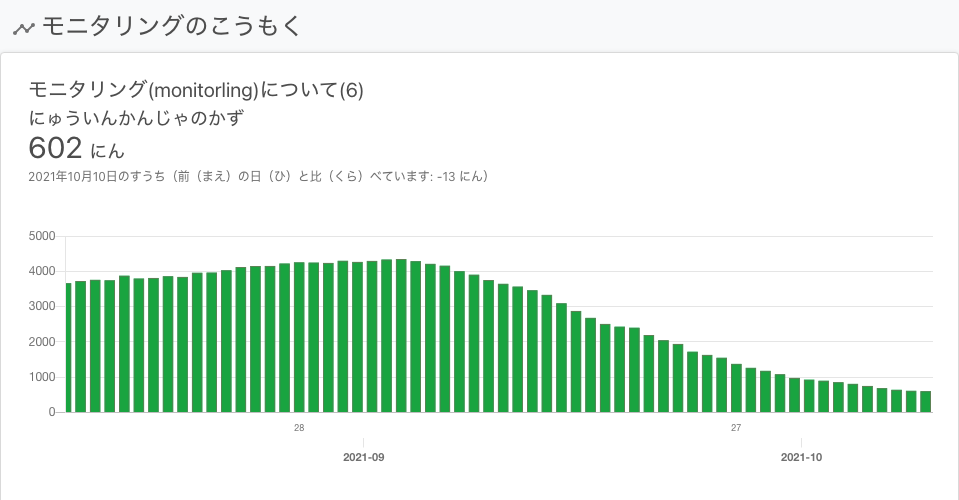 モニタリングのこうもく
モニタリング(monitorling)について(6)
にゅういんかんじゃのかず
602 にん
2021年10月10日のすうち（前（まえ）の日（ひ）と比（くら）べています: -13 にん）
5000
4000
3000
2000
1000
0
28 27
2021-09 2021-10